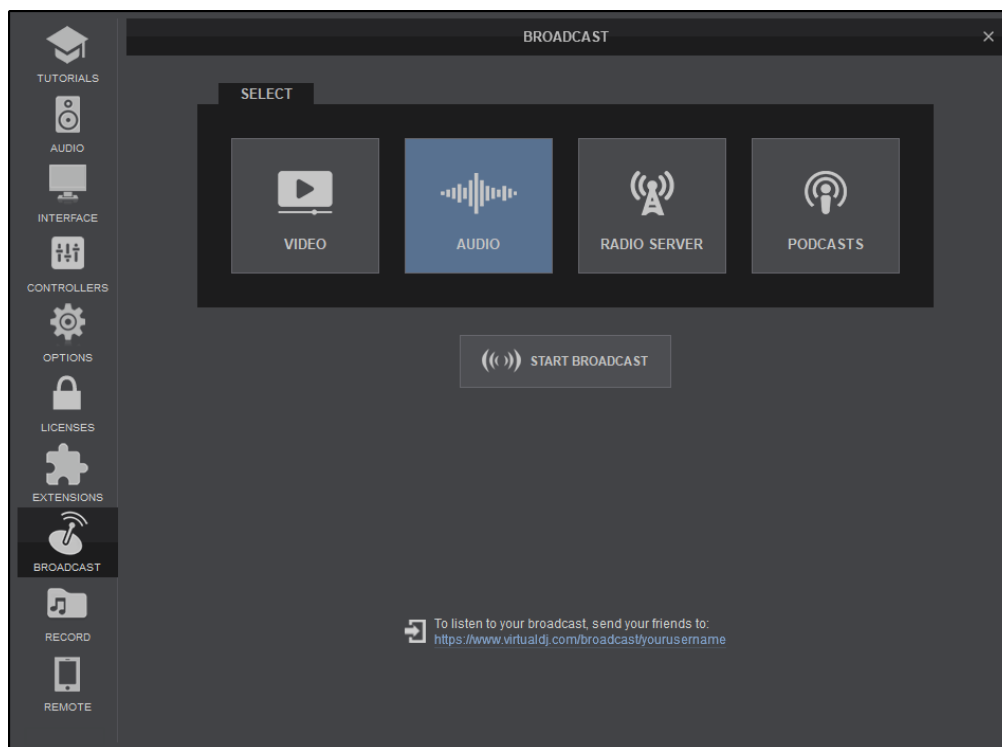 BROADCAST
TUTORIALS
AUDIO
INTERFACE
CONTROLLERS
OPTIONS
LICENSES
EXTENSIONS
BROADCAST
RECORD
REMOTE
SELECT
VIDEO
AUDIO
RADIO SERVER
PODCASTS
START BROADCAST
To listen to your broadcast, send your friends to:
https://www.virtualdj.com/broadcast/yourusername